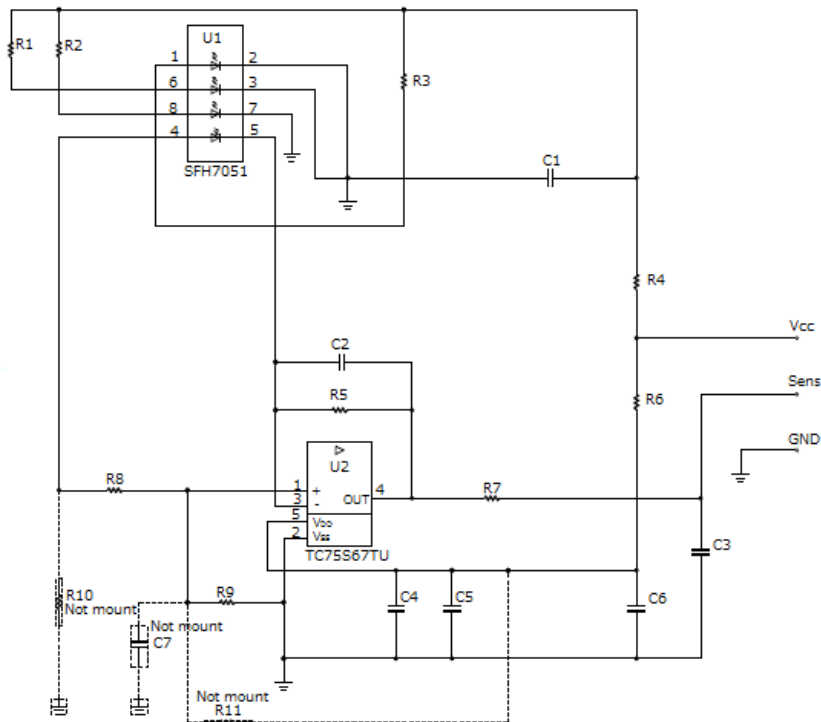 U1
R1
R2
1
2
6
3
8
7
4
5
R3
SFH7051
C1
R4
Vcc
C2
Sens
R5
R6
GND
U2
R8
1
+
3
-
OUT
4
R7
5
VDD
2
VSS
TC75S67TU
C3
R10
Not mount
R9
C4
C5
C6
Not mount
C7
Not mount
R11